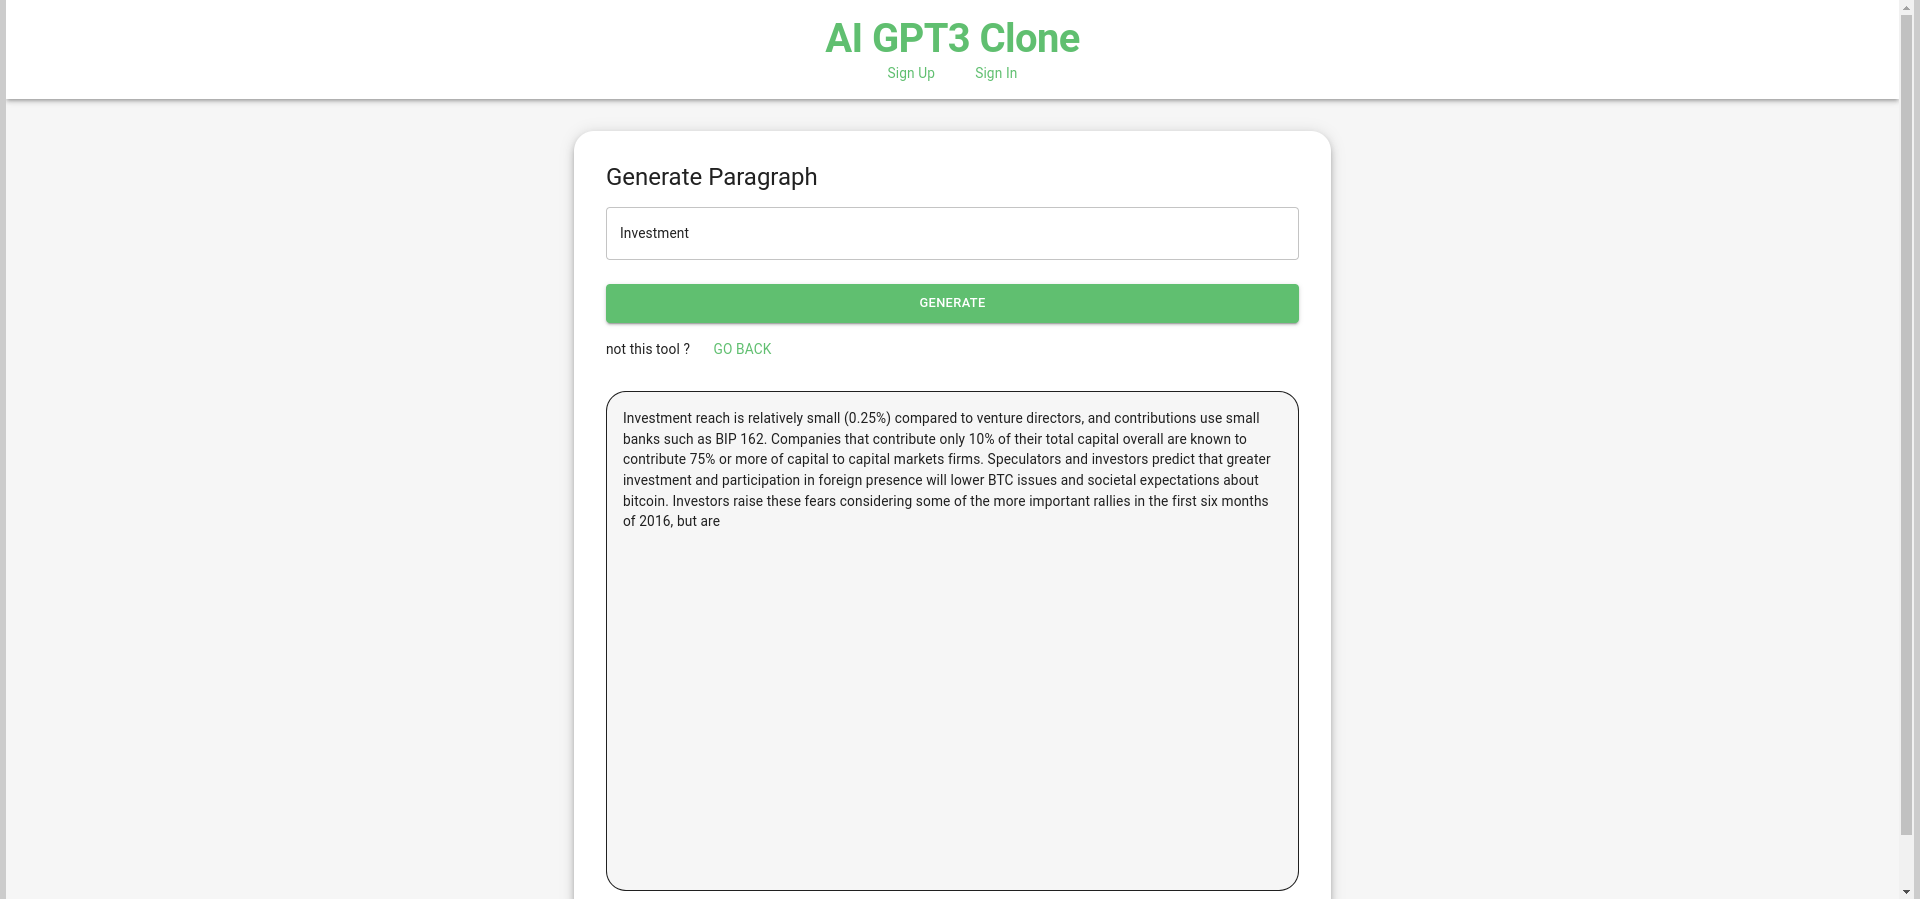 AI GPT3 Clone
Sign Up Sign In
Generate Paragraph
Investment
GENERATE
not this tool ? GO BACK
Investment reach is relatively small (0.25%) compared to venture directors, and contributions use small
banks such as BIP 162. Companies that contribute only 10% of their total capital overall are known to
contribute 75% or more of capital to capital markets firms. Speculators and investors predict that greater
investment and participation in foreign presence will lower BTC issues and societal expectations about
bitcoin. Investors raise these fears considering some of the more important rallies in the first six months
of 2016, but are